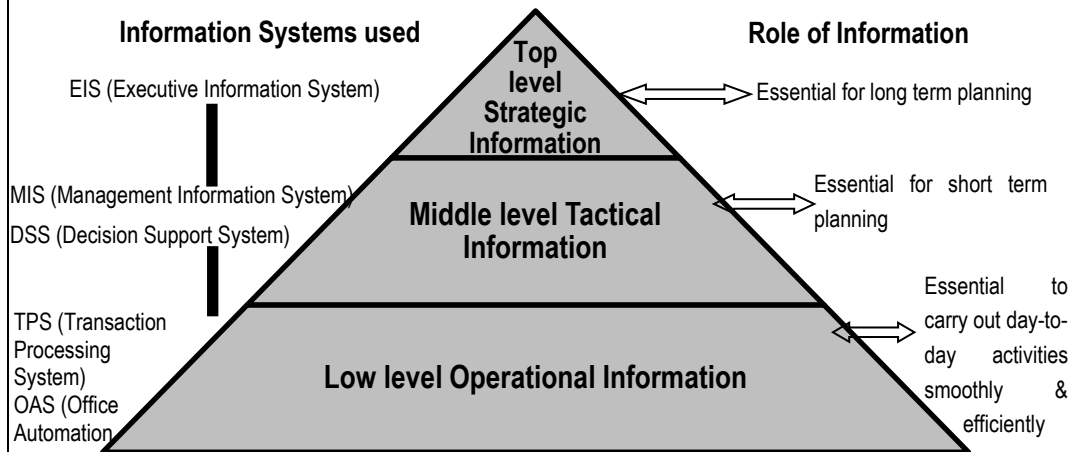 Information Systems used
EIS (Executive Information System)
MIS (Management Information System)
DSS (Decision Support System)
TPS (Transaction
Processing
System)
OAS (Office
Automation
Top
level
Strategic
Information
Middle level Tactical
Information
Low level Operational Information
Role of Information
Essential for long term planning
Essential for short term
planning
Essential to
carry out day-to-
day activities
smoothly &
efficiently